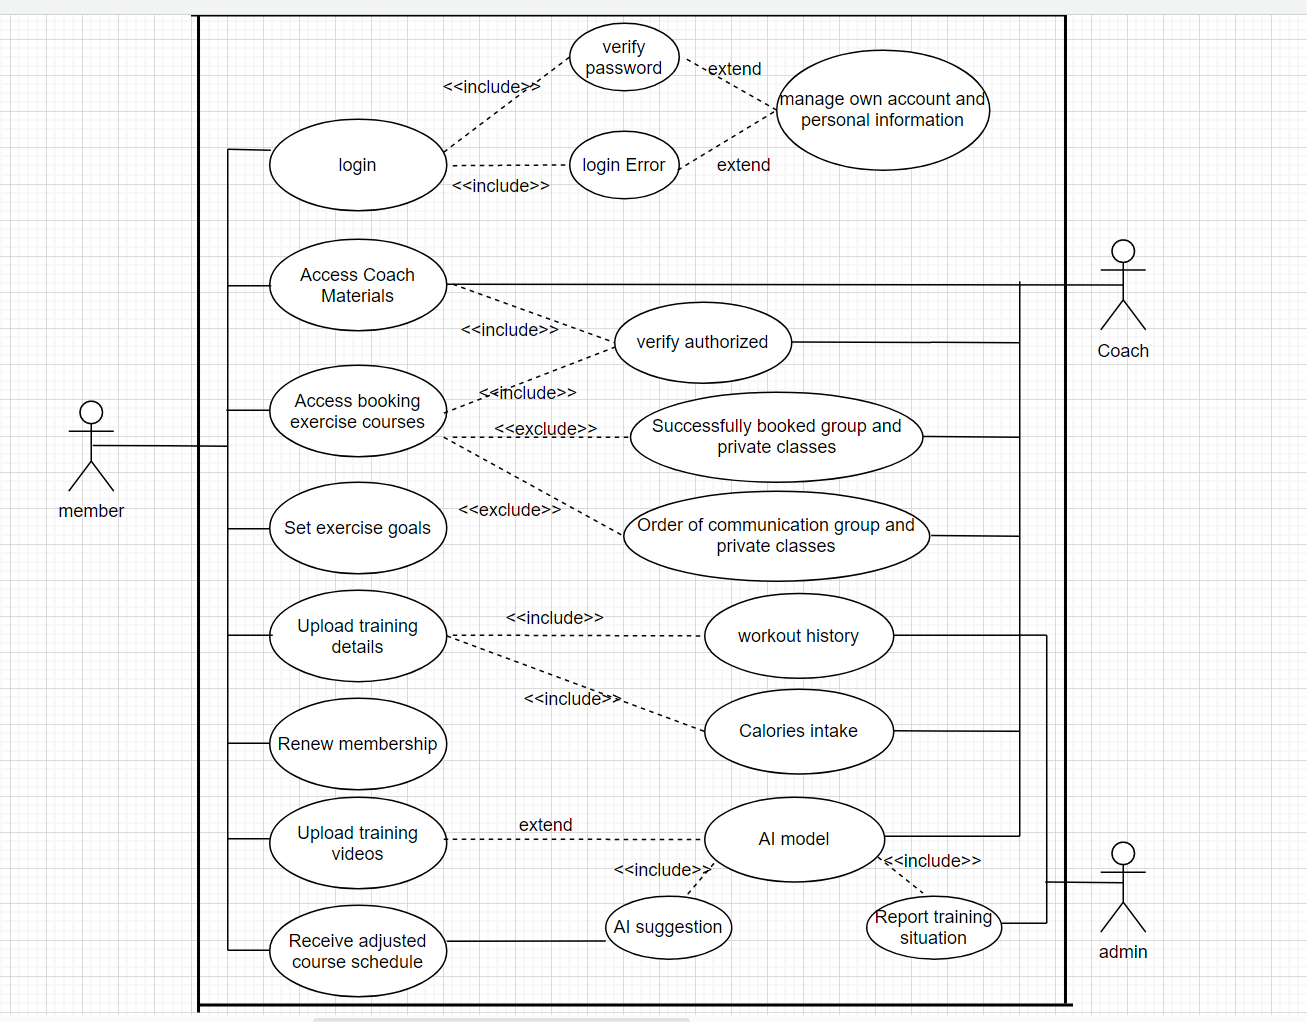 verify
password
<<include>>
extend
manage own account and
personal information
login
login Error
extend
<<include>>
Access Coach
Materials
<<include>>
verify authorized
Coach
<<include>>
Access booking
exercise courses
<<exclude>>
Successfully booked group and
private classes
member
<<exclude>>
Set exercise goals
Order of communication group and
private classes
<<include>>
Upload training
details
workout history
<<include>>
Renew membership
Calories intake
extend
Upload training
videos
AI model
<<include>>
<<include>>
AI suggestion
Report training
situation
Receive adjusted
course schedule
admin